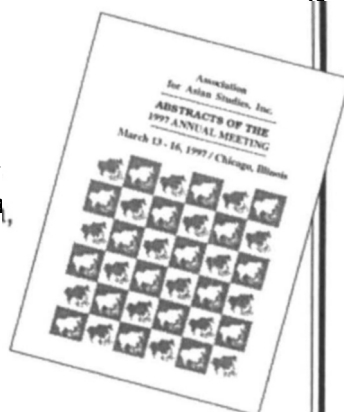 Association
for Asian Studies, Inc.
ABSTRACTS OF THE
1997 ANNUAL MEETING
March 13 - 16, 1997 / Chicago, Illinois